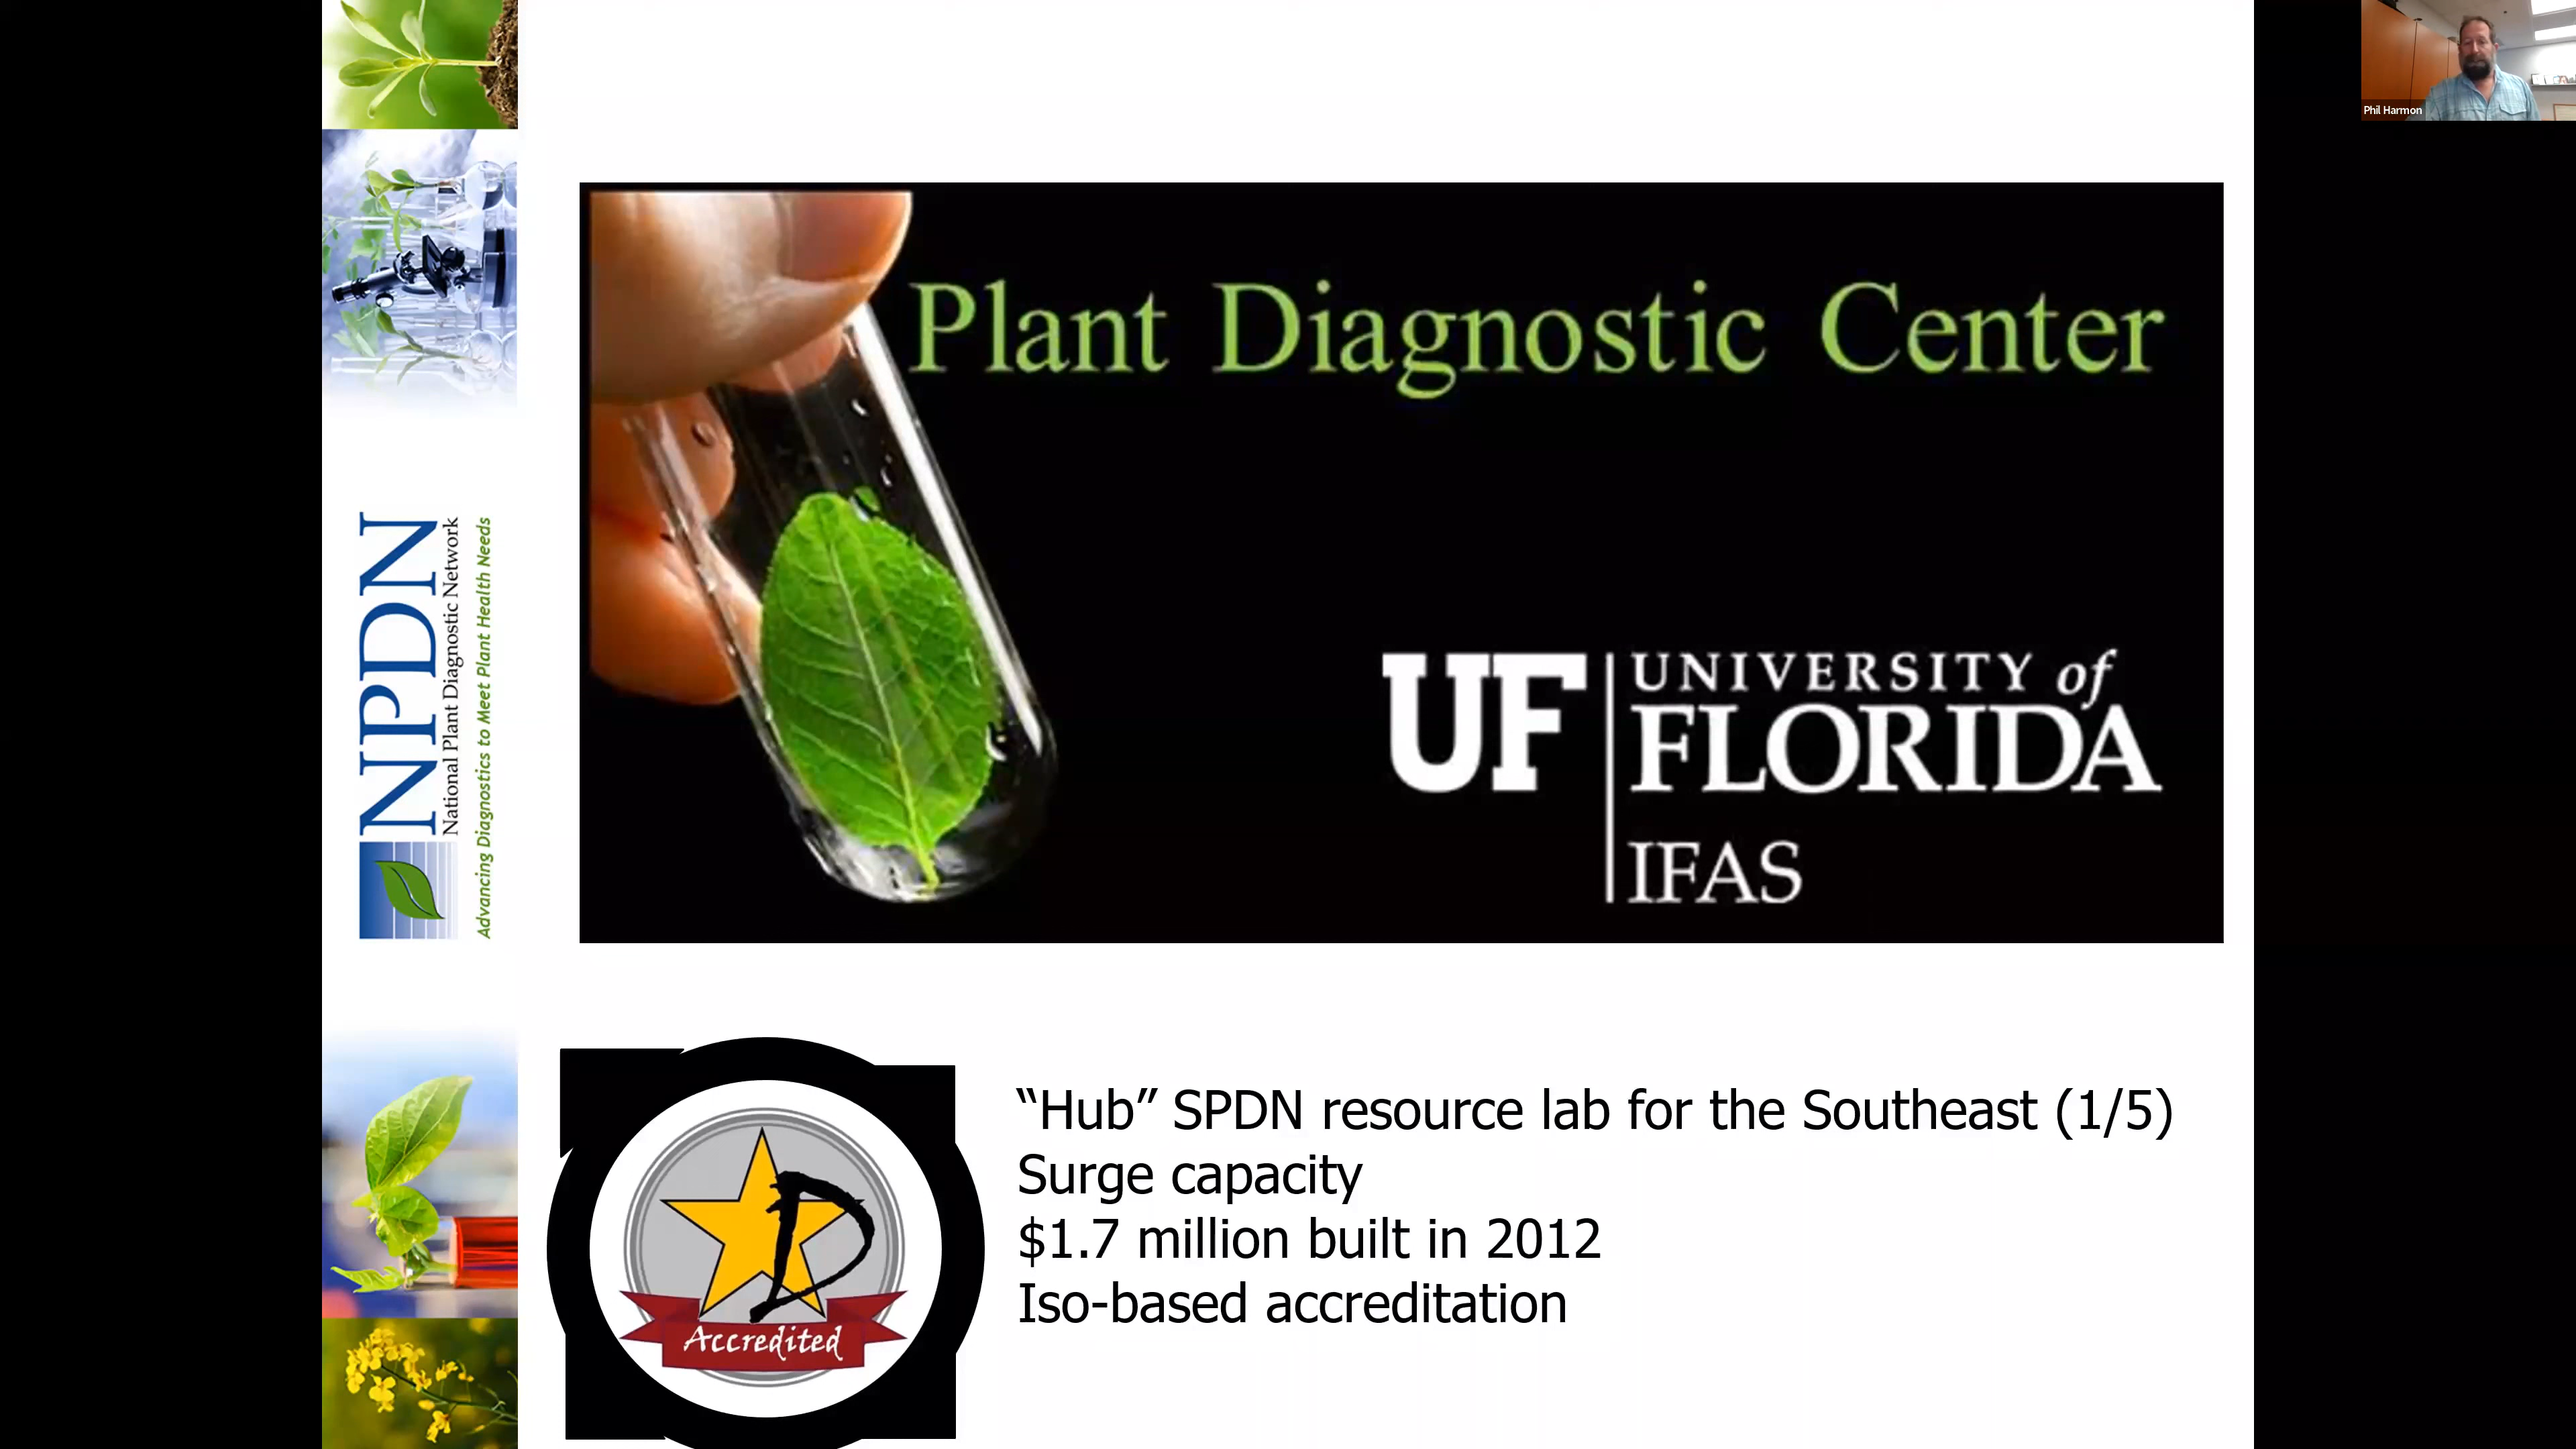 Phil Harmon
NPDN
National Plant Diagnostic Network
Advancing Diagnostics to Meet Plant Health Needs
Plant Diagnostic Center
UF
UNIVERSITY of
FLORIDA
IFAS
D
Accredited
“Hub” SPDN resource lab for the Southeast (1/5)
Surge capacity
$1.7 million built in 2012
Iso-based accreditation